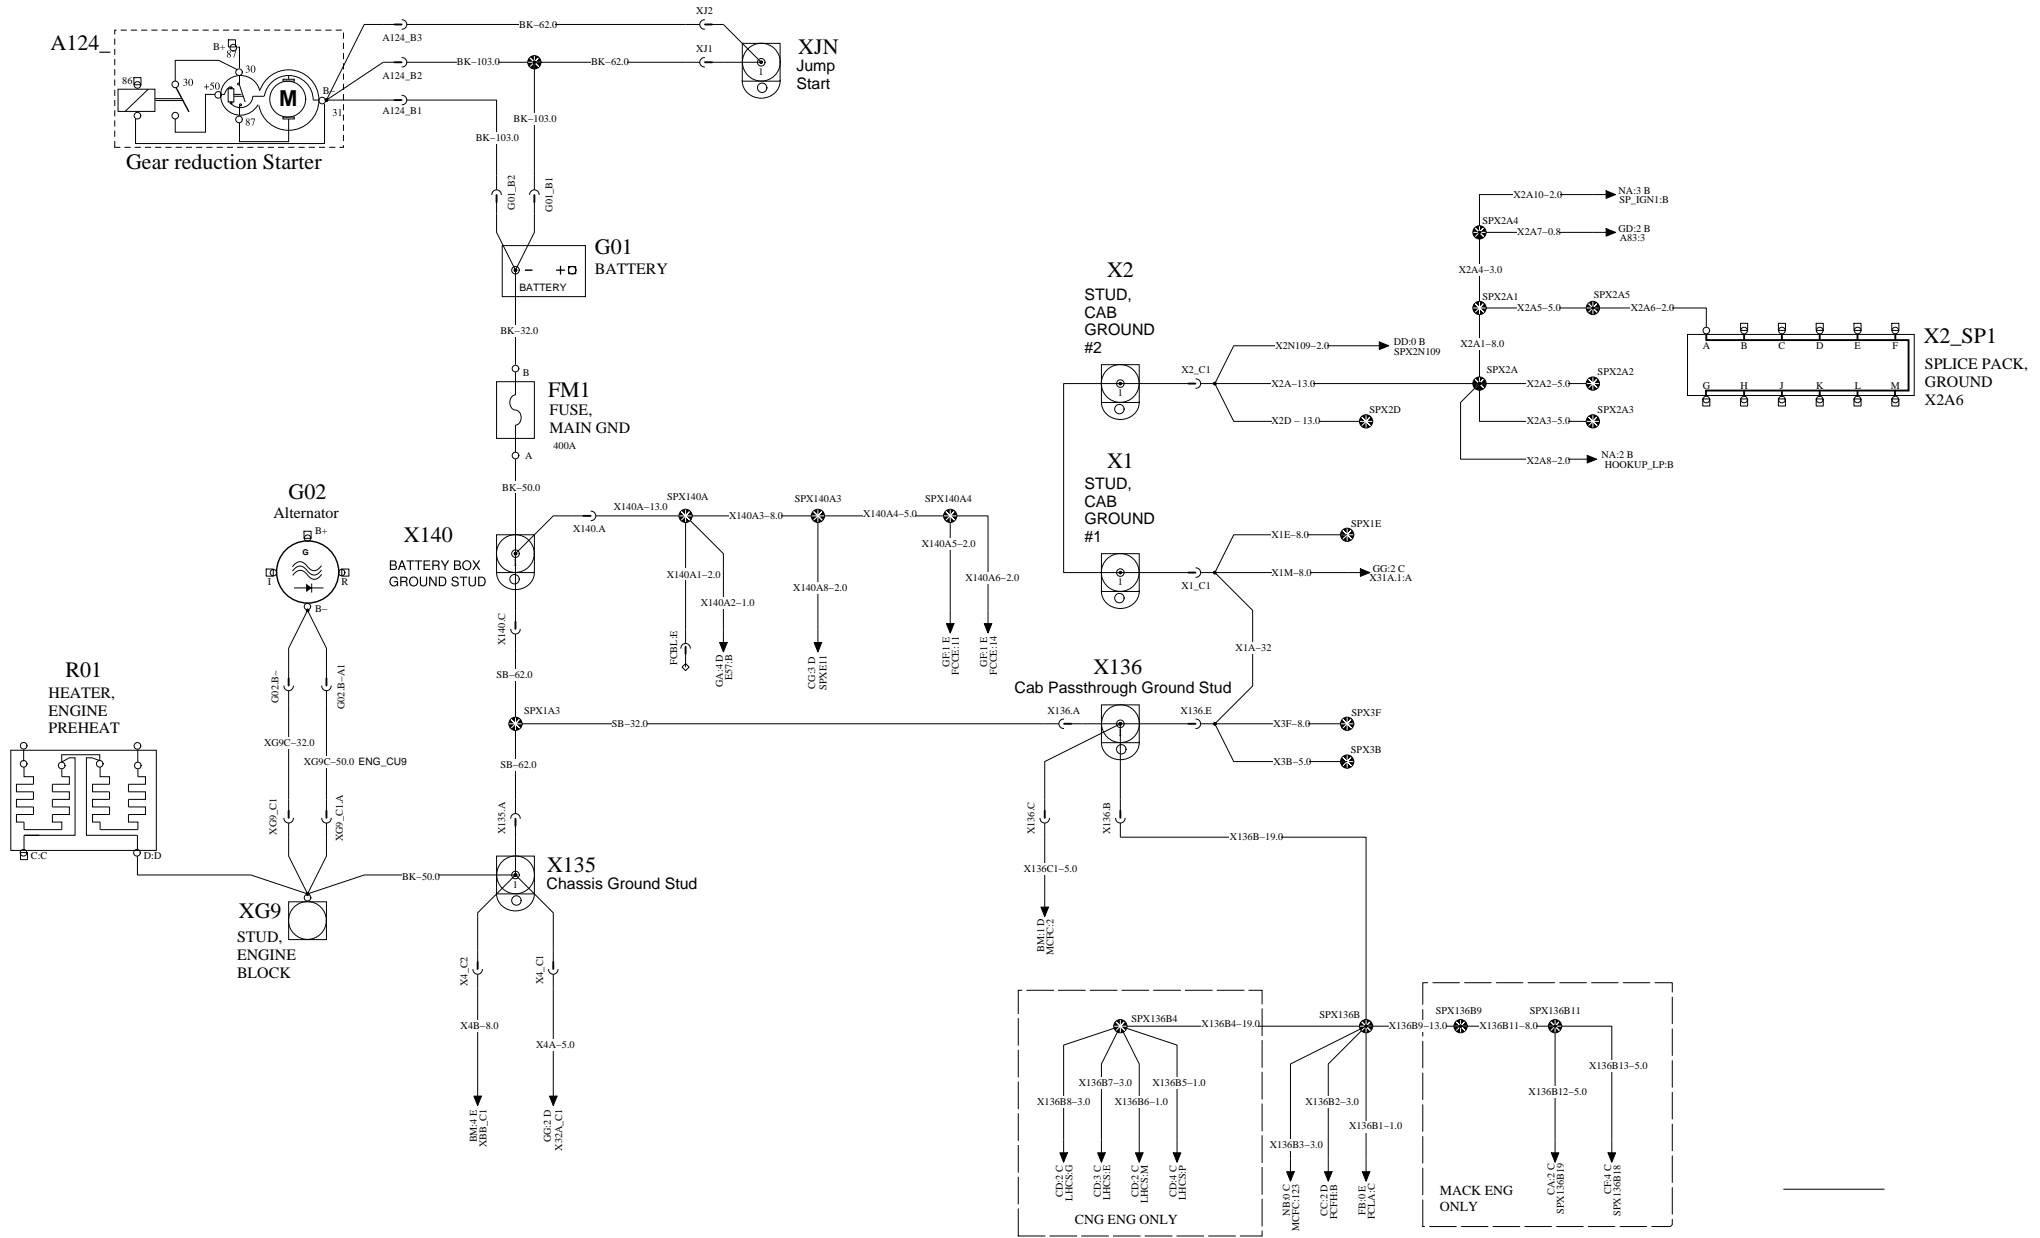 XJ2
BK-62.0
A124_
A124_B3
B+
87
XJ1
XJN
Jump
Start
BK-103.0
BK-62.0
I
A124_B2
86
30
30
+50
M
B-
31
87
A124_B1
BK-103.0
BK-103.0
Gear reduction Starter
G01_B2
G01_B1
G01
BATTERY
- +
BATTERY
BK-32.0
B
FM1
FUSE,
MAIN GND
400A
A
BK-50.0
X2A10-2.0
NA:3 B
SP_IGN1:B
SPX2A4
X2A7-0.8
GD:2 B
A83:3
X2A4-3.0
X2
STUD,
CAB
GROUND
#2
I
SPX2A1
X2A5-5.0
SPX2A5
X2A6-2.0
X2A1-8.0
X2N109-2.0
DD:0 B
SPX2N109
X2_C1
X2A-13.0
SPX2A
X2A2-5.0
SPX2A2
X2D - 13.0
SPX2D
X2A3-5.0
SPX2A3
X2A8-2.0
NA:2 B
HOOKUP_LP:B
A B C D E F
G H J K L M
X2_SP1
SPLICE PACK,
GROUND
X2A6
X1
STUD,
CAB
GROUND
#1
I
X1_C1
X1E-8.0
SPX1E
X1M-8.0
GG:2 C
X31A.1:A
X1A-32
G02
Alternator
B+
G
I
R
B-
X140
BATTERY BOX
GROUND STUD
X140.A
X140A-13.0
SPX140A
X140A3-8.0
SPX140A3
X140A4-5.0
SPX140A4
X140A5-2.0
X140A1-2.0
X140A6-2.0
X140A8-2.0
X140A2-1.0
FCBL:E
GA:4 D
E57:B
CG:3 D
SPXE11
GF:1 E
FCCE:11
GF:1 E
FCCE:14
X140.C
SB-62.0
SPX1A3
SB-32.0
SB-62.0
X135.A
G02.B-
G02.B-A1
XG9C-32.0
XG9C-50.0 ENG_CU9
XG9_C1
XG9_C1.A
R01
HEATER,
ENGINE
PREHEAT
C:C
D:D
BK-50.0
I
X135
Chassis Ground Stud
XG9
STUD,
ENGINE
BLOCK
X4_C2
X4_C1
X4B-8.0
X4A-5.0
BM:4 E
XBB_C1
GG:2 D
X32A_C1
X136
Cab Passthrough Ground Stud
X136.A
X136.E
X3F-8.0
SPX3F
X3B-5.0
SPX3B
X136.C
X136.B
X136B-19.0
X136C1-5.0
BM:1 D
MCFC:2
SPX136B4
X136B4-19.0
SPX136B
X136B9-13.0
SPX136B9
X136B11-8.0
SPX136B11
X136B13-5.0
X136B7-3.0
X136B5-1.0
X136B8-3.0
X136B6-1.0
X136B2-3.0
X136B12-5.0
X136B1-1.0
X136B3-3.0
CD:2 C
LHCS:G
CD:3 C
LHCS:E
CD:2 C
LHCS:M
CD:4 C
LHCS:P
NB:0 C
MCFC:123
CC:2 D
FCFH:B
FB:0 E
FCLA:C
CA:2 C
SPX136B19
CF:4 C
SPX136B18
MACK ENG
ONLY
CNG ENG ONLY